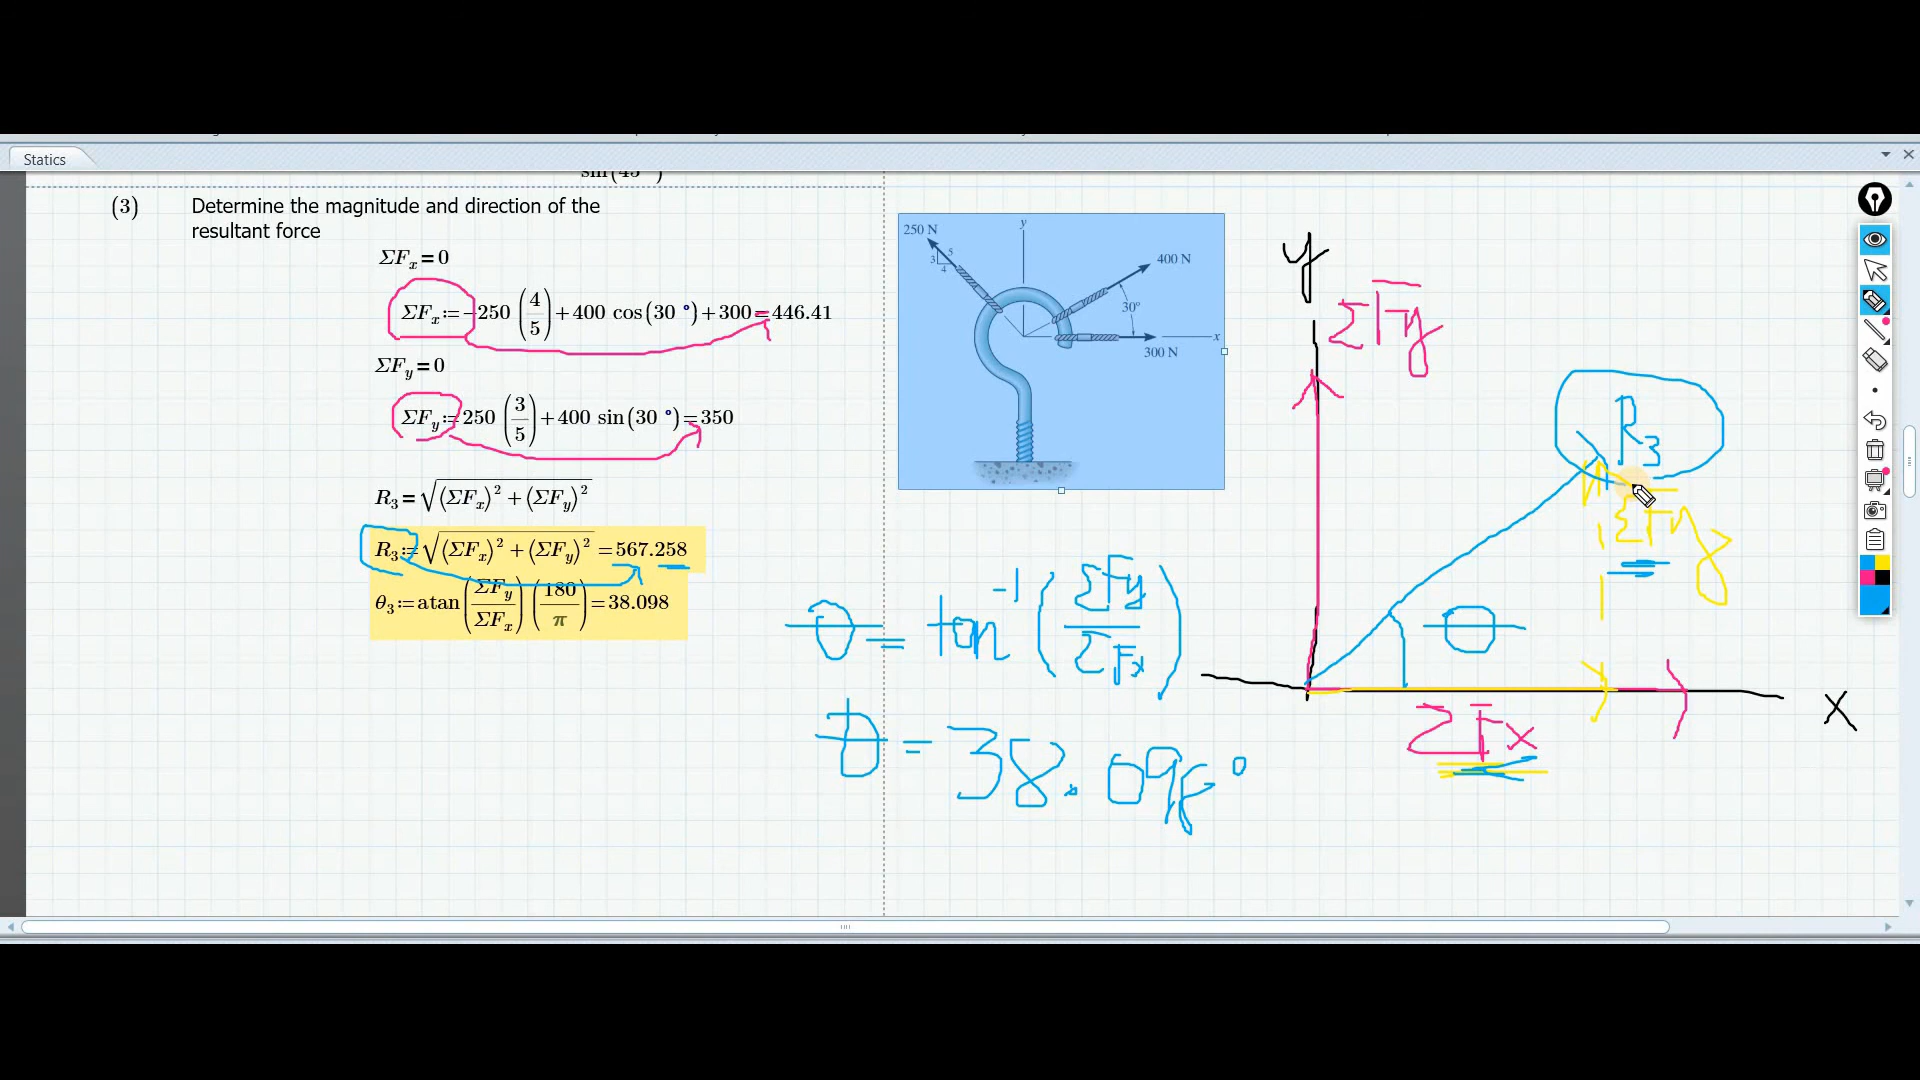 Statics
(3) Determine the magnitude and direction of the
resultant force
ΣFx=0
ΣFx:=-250 (4/5)+400 cos(30 °)+300=446.41
ΣFy=0
ΣFy:=250 (3/5)+400 sin(30 °)=350
R3=√(ΣFx)²+(ΣFy)²
R3:=√(ΣFx)²+(ΣFy)²=567.258
θ3:=atan(ΣFy/ΣFx) (180/π)=38.098
250 N
y
5
3
4
400 N
30°
x
300 N
y
ΣFy
R3
ΣFy
θ
θ = tan⁻¹(ΣFy/ΣFx)
θ = 38.098°
ΣFx
X